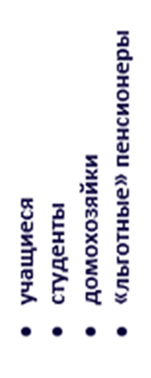 • учащиеся
• студенты
• домохозяйки
• «льготные» пенсионеры